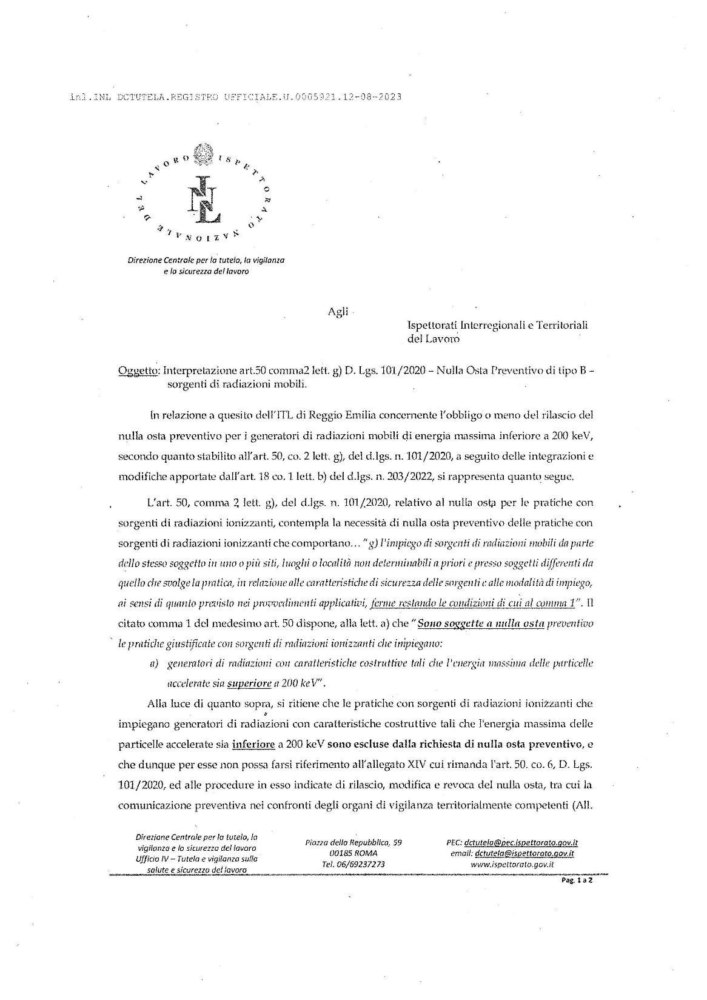 inl.INL DCTUTELA.REGISTRO UFFICIALE.U.0005921.12-08-2023
ISPETTORATO NAZIONALE DEL LAVORO
INL
Direzione Centrale per la tutela, la vigilanza
e la sicurezza del lavoro
Agli
Ispettorati Interregionali e Territoriali
del Lavoro
Oggetto: Interpretazione art.50 comma2 lett. g) D. Lgs. 101/2020 – Nulla Osta Preventivo di tipo B –
sorgenti di radiazioni mobili.
In relazione a quesito dell'ITL di Reggio Emilia concernente l'obbligo o meno del rilascio del
nulla osta preventivo per i generatori di radiazioni mobili di energia massima inferiore a 200 keV,
secondo quanto stabilito all'art. 50, co. 2 lett. g), del d.lgs. n. 101/2020, a seguito delle integrazioni e
modifiche apportate dall'art. 18 co. 1 lett. b) del d.lgs. n. 203/2022, si rappresenta quanto segue.
L'art. 50, comma 2 lett. g), del d.lgs. n. 101/2020, relativo al nulla osta per le pratiche con
sorgenti di radiazioni ionizzanti, contempla la necessità di nulla osta preventivo delle pratiche con
sorgenti di radiazioni ionizzanti che comportano… "g) l'impiego di sorgenti di radiazioni mobili da parte
dello stesso soggetto in uno o più siti, luoghi o località non determinabili a priori e presso soggetti differenti da
quello che svolge la pratica, in relazione alle caratteristiche di sicurezza delle sorgenti e alle modalità di impiego,
ai sensi di quanto previsto nei provvedimenti applicativi, ferme restando le condizioni di cui al comma 1". Il
citato comma 1 del medesimo art. 50 dispone, alla lett. a) che "Sono soggette a nulla osta preventivo
le pratiche giustificate con sorgenti di radiazioni ionizzanti che impiegano:
a) generatori di radiazioni con caratteristiche costruttive tali che l'energia massima delle particelle
accelerate sia superiore a 200 keV".
Alla luce di quanto sopra, si ritiene che le pratiche con sorgenti di radiazioni ionizzanti che
impiegano generatori di radiazioni con caratteristiche costruttive tali che l'energia massima delle
particelle accelerate sia inferiore a 200 keV sono escluse dalla richiesta di nulla osta preventivo, e
che dunque per esse non possa farsi riferimento all'allegato XIV cui rimanda l'art. 50. co. 6, D. Lgs.
101/2020, ed alle procedure in esso indicate di rilascio, modifica e revoca del nulla osta, tra cui la
comunicazione preventiva nei confronti degli organi di vigilanza territorialmente competenti (All.
Direzione Centrale per la tutela, la
vigilanza e la sicurezza del lavoro
Ufficio IV – Tutela e vigilanza sulla
salute e sicurezza del lavoro
Piazza della Repubblica, 59
00185 ROMA
Tel. 06/69237273
PEC: dctutela@pec.ispettorato.gov.it
email: dctutela@ispettorato.gov.it
www.ispettorato.gov.it
Pag. 1 a 2